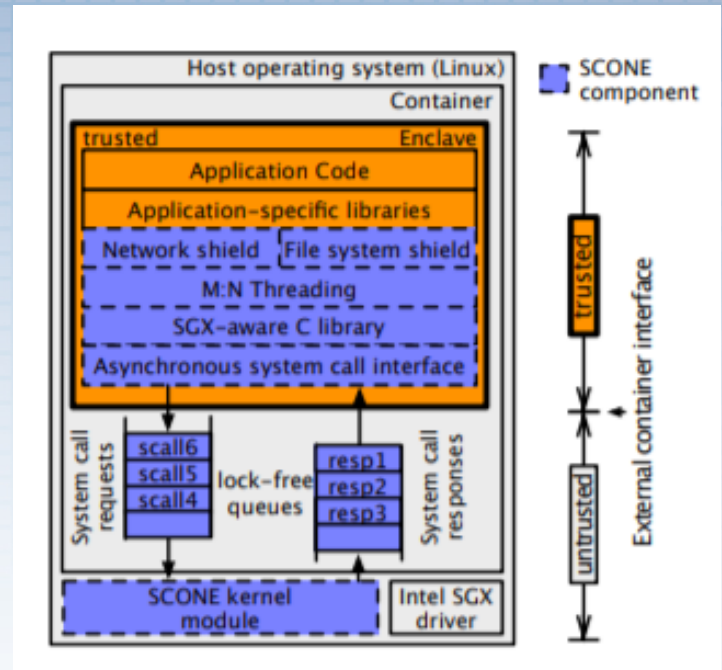 Host operating system (Linux)
SCONE
component
Container
trusted
Enclave
Application Code
Application-specific libraries
Network shield
File system shield
M:N Threading
SGX-aware C library
Asynchronous system call interface
System call
requests
scall6
scall5
scall4
lock-free
queues
resp1
resp2
resp3
System call
responses
SCONE kernel
module
Intel SGX
driver
trusted
untrusted
External container interface